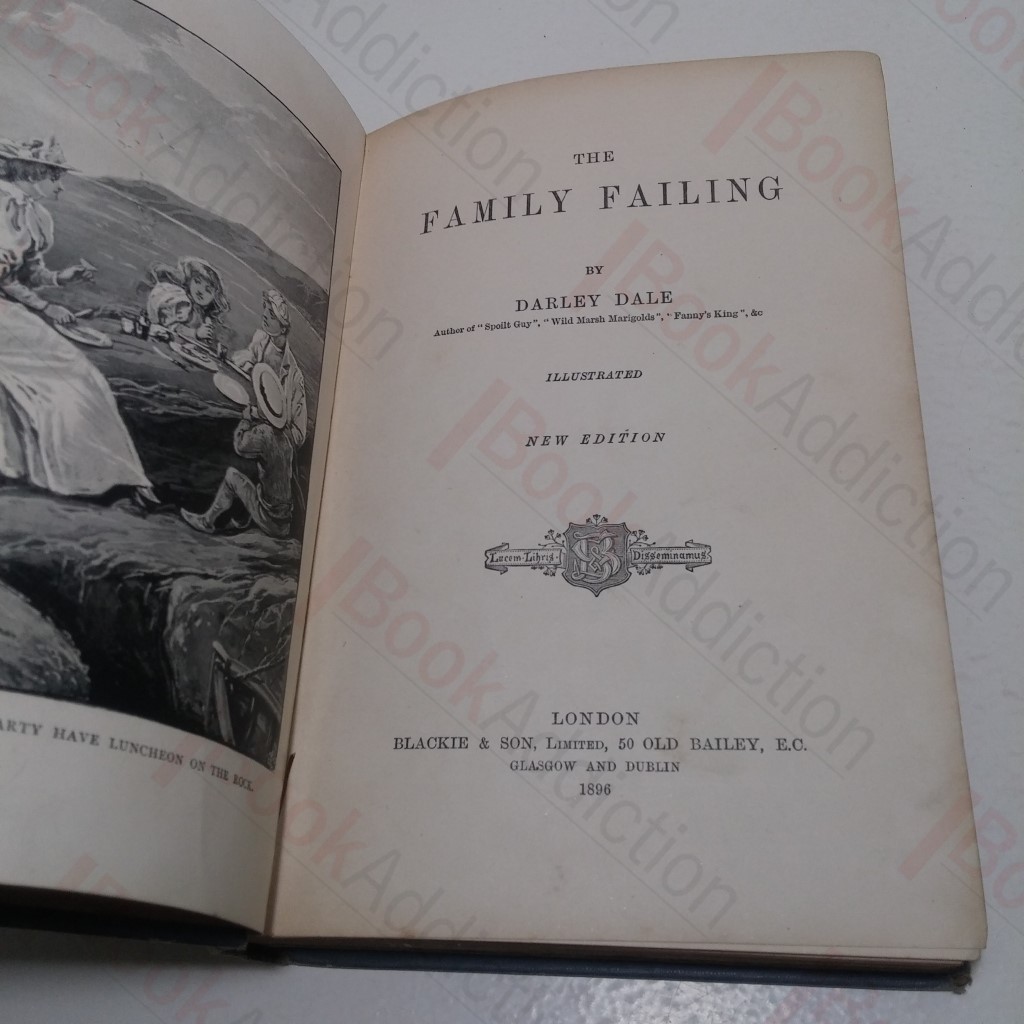 ARTY HAVE LUNCHEON ON THE ROCK.
THE
FAMILY FAILING
BY
DARLEY DALE
Author of "Spoilt Guy", "Wild Marsh Marigolds", "Fanny's King", &c
ILLUSTRATED
NEW EDITION
Lucem Libris Disseminamus
LONDON
BLACKIE & SON, LIMITED, 50 OLD BAILEY, E.C.
GLASGOW AND DUBLIN
1896
BookAddiction